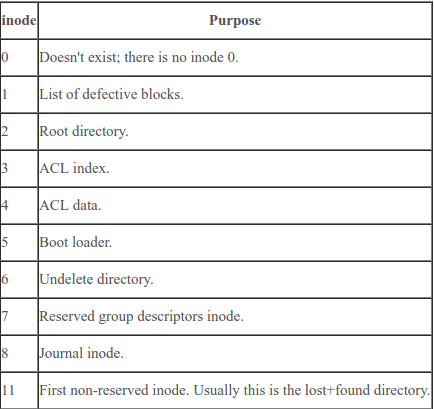 inode Purpose
0 Doesn't exist; there is no inode 0.
1 List of defective blocks.
2 Root directory.
3 ACL index.
4 ACL data.
5 Boot loader.
6 Undelete directory.
7 Reserved group descriptors inode.
8 Journal inode.
11 First non-reserved inode. Usually this is the lost+found directory.